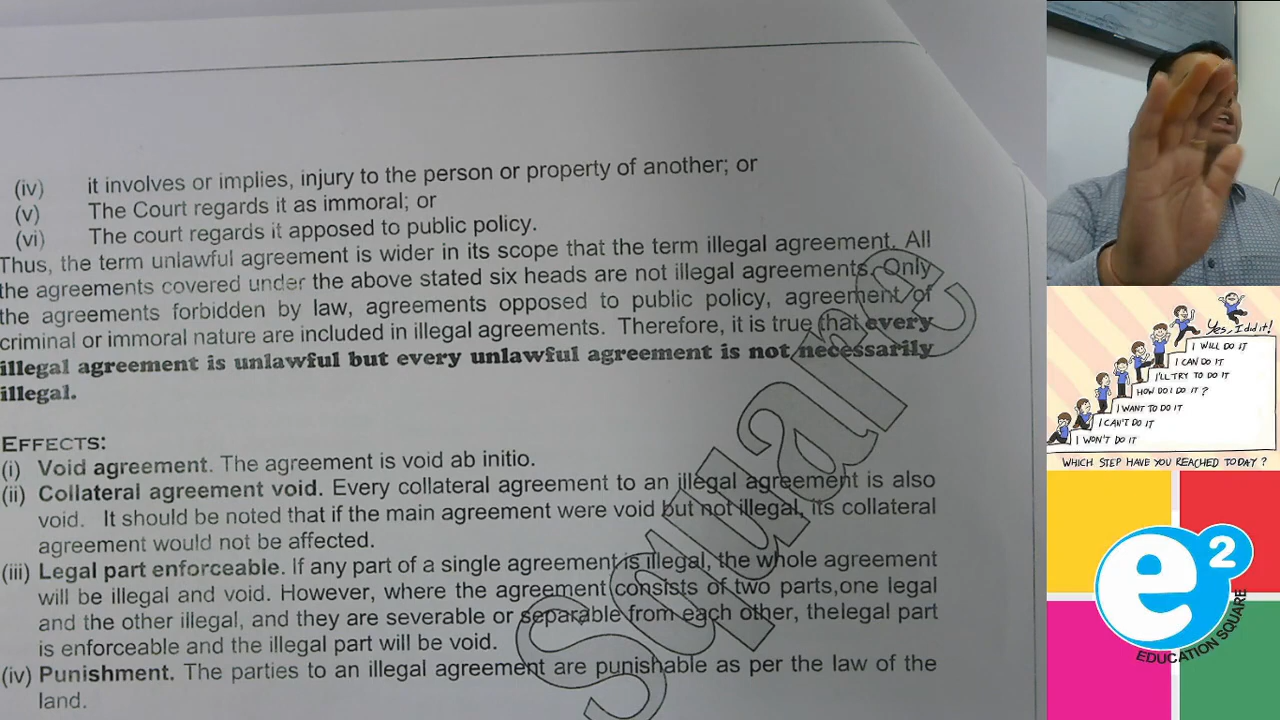 (iv) it involves or implies, injury to the person or property of another; or
(v) The Court regards it as immoral; or
(vi) The court regards it apposed to public policy.
Thus, the term unlawful agreement is wider in its scope that the term illegal agreement. All
the agreements covered under the above stated six heads are not illegal agreements. Only
the agreements forbidden by law, agreements opposed to public policy, agreement of
criminal or immoral nature are included in illegal agreements. Therefore, it is true that every
illegal agreement is unlawful but every unlawful agreement is not necessarily
illegal.
EFFECTS:
(i) Void agreement. The agreement is void ab initio.
(ii) Collateral agreement void. Every collateral agreement to an illegal agreement is also
void. It should be noted that if the main agreement were void but not illegal, its collateral
agreement would not be affected.
(iii) Legal part enforceable. If any part of a single agreement is illegal, the whole agreement
will be illegal and void. However, where the agreement consists of two parts,one legal
and the other illegal, and they are severable or separable from each other, thelegal part
is enforceable and the illegal part will be void.
(iv) Punishment. The parties to an illegal agreement are punishable as per the law of the
land.
Square
Yes, I did it!
I WILL DO IT
I CAN DO IT
I'LL TRY TO DO IT
HOW DO I DO IT?
I WANT TO DO IT
I CAN'T DO IT
I WON'T DO IT
WHICH STEP HAVE YOU REACHED TODAY?
e2
EDUCATION SQUARE